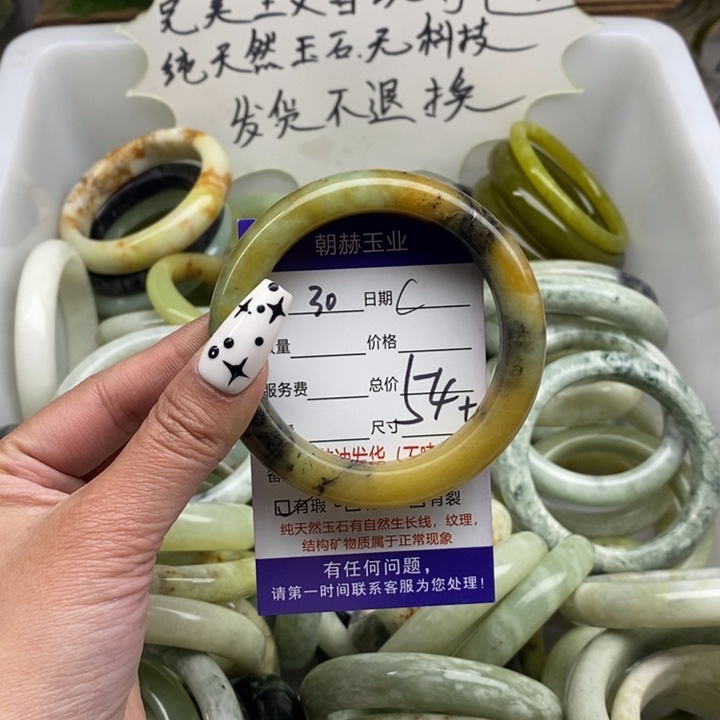 纯天然玉石.无科技
发货不退换
朝赫玉业
30 日期 C
量 价格
服务费 总价
54+
尺寸
有瑕 有裂
纯天然玉石有自然生长线，纹理，
结构矿物质属于正常现象
有任何问题，
请第一时间联系客服为您处理！